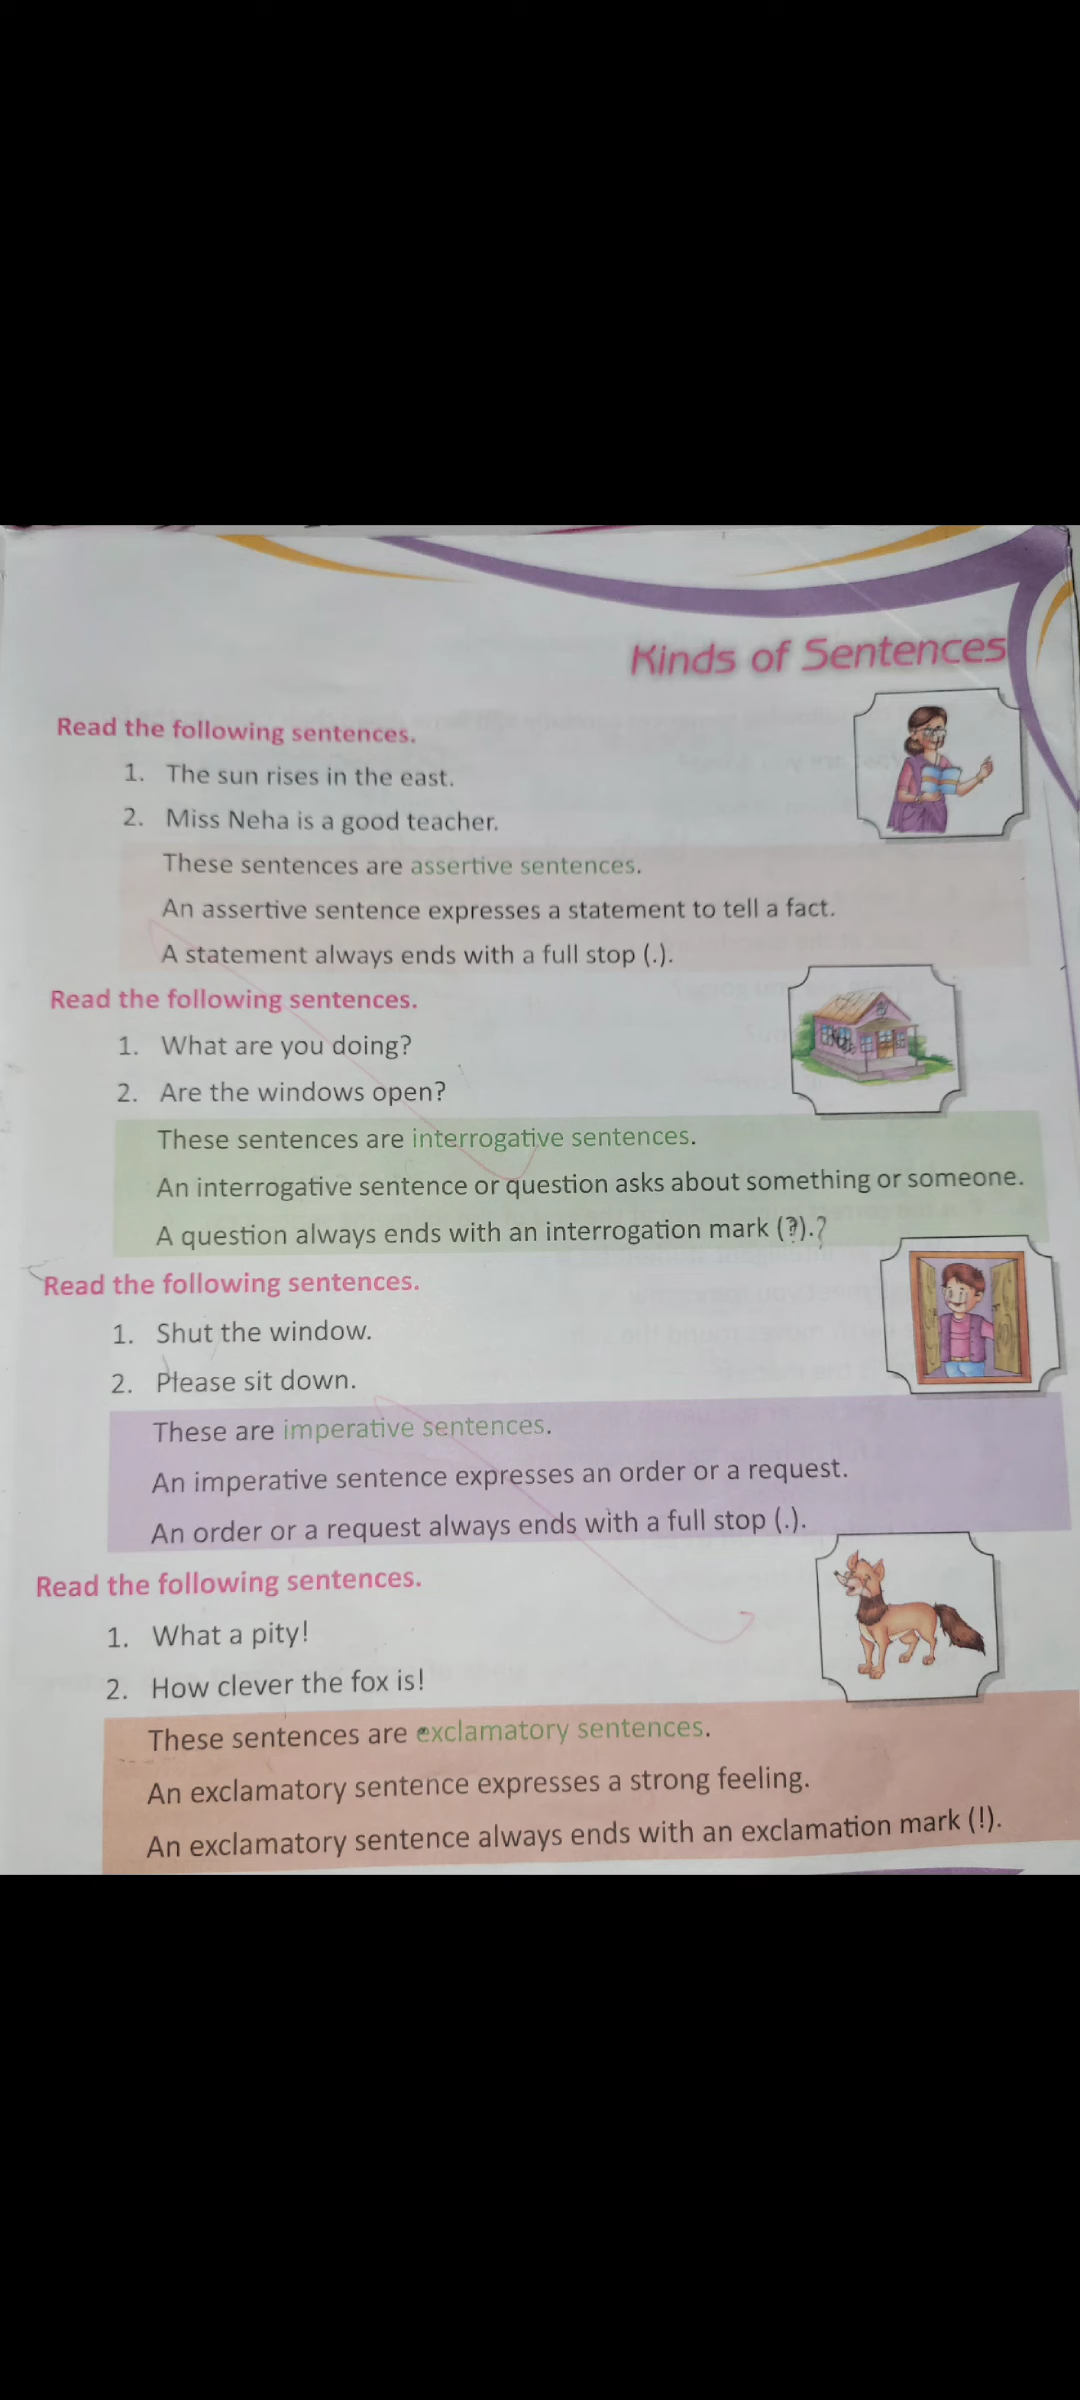 Kinds of Sentences
Read the following sentences.
1. The sun rises in the east.
2. Miss Neha is a good teacher.
These sentences are assertive sentences.
An assertive sentence expresses a statement to tell a fact.
A statement always ends with a full stop (.).
Read the following sentences.
1. What are you doing?
2. Are the windows open?
These sentences are interrogative sentences.
An interrogative sentence or question asks about something or someone.
A question always ends with an interrogation mark (?).?
Read the following sentences.
1. Shut the window.
2. Please sit down.
These are imperative sentences.
An imperative sentence expresses an order or a request.
An order or a request always ends with a full stop (.).
Read the following sentences.
1. What a pity!
2. How clever the fox is!
These sentences are exclamatory sentences.
An exclamatory sentence expresses a strong feeling.
An exclamatory sentence always ends with an exclamation mark (!).